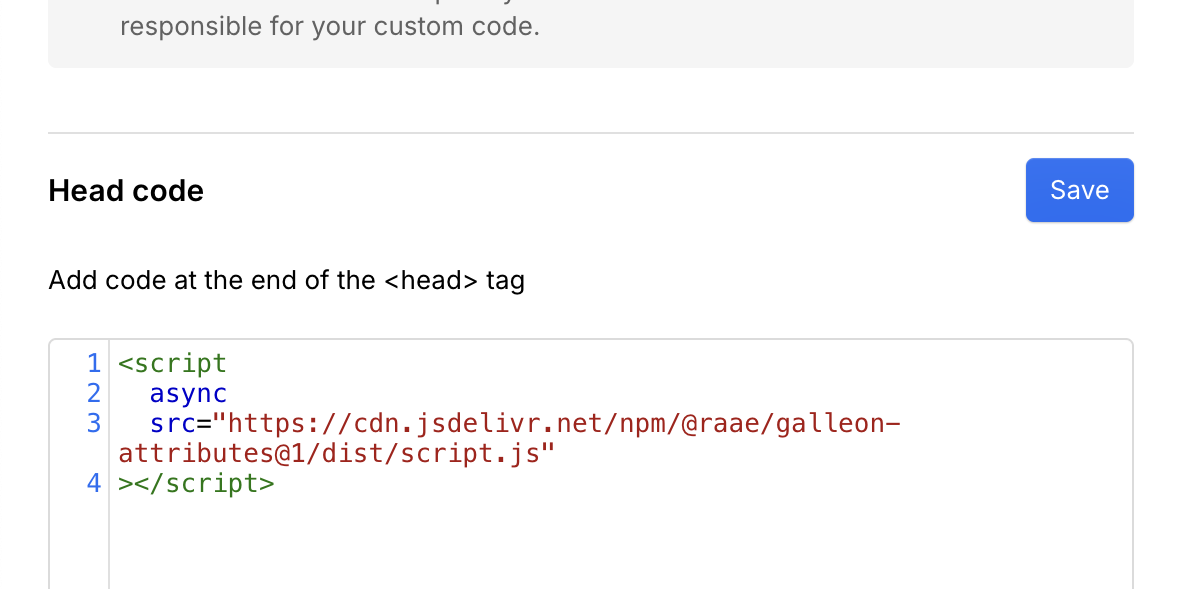 responsible for your custom code.
Head code
Save
Add code at the end of the <head> tag
1 <script
2 async
3 src="https://cdn.jsdelivr.net/npm/@raae/galleon-
attributes@1/dist/script.js"
4 ></script>